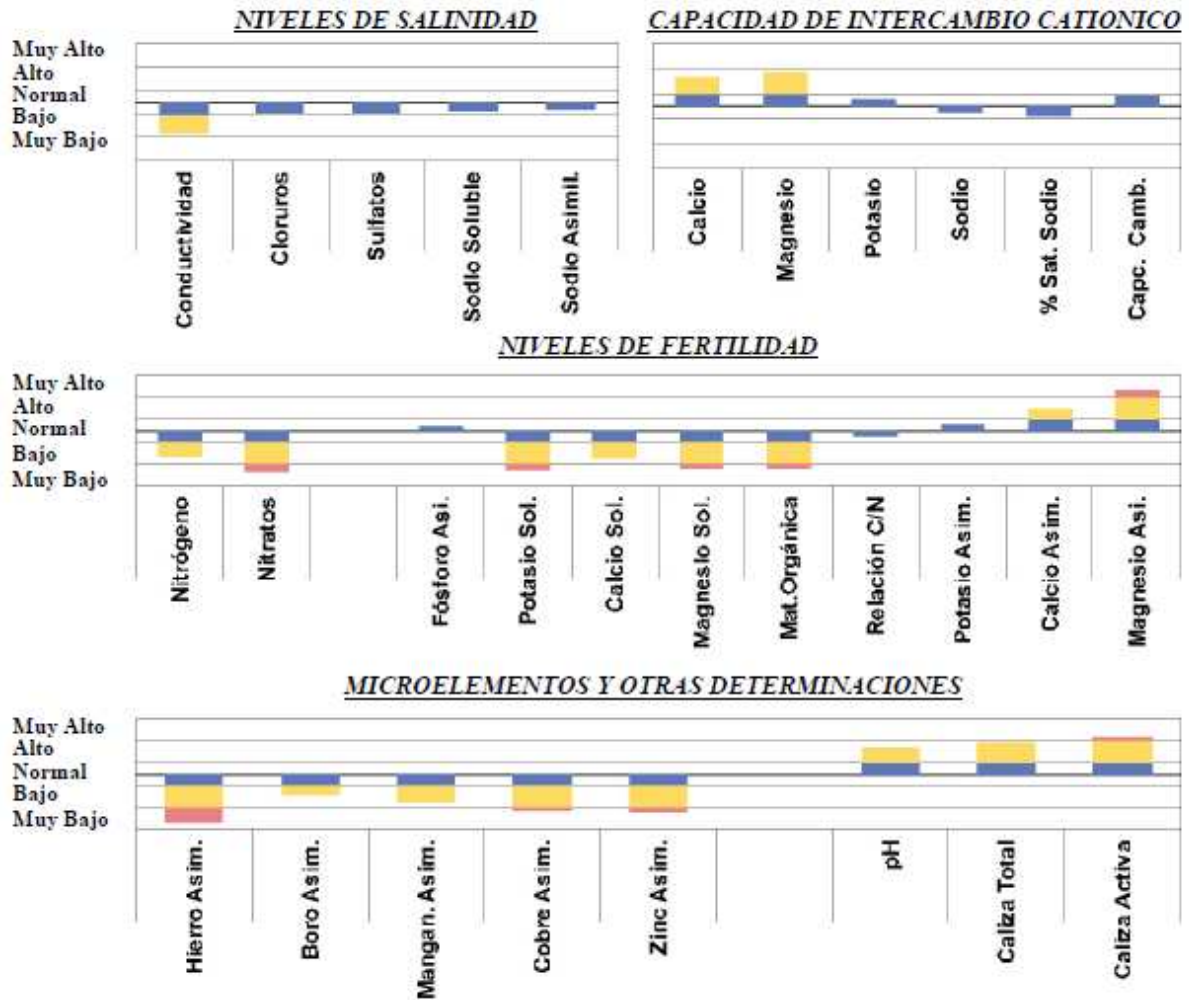 NIVELES DE SALINIDAD
Muy Alto
Alto
Normal
Bajo
Muy Bajo
Conductividad
Cloruros
Sulfatos
Sodio Soluble
Sodio Asimil.
CAPACIDAD DE INTERCAMBIO CATIONICO
Calcio
Magnesio
Potasio
Sodio
% Sat. Sodio
Capc. Camb.
NIVELES DE FERTILIDAD
Muy Alto
Alto
Normal
Bajo
Muy Bajo
Nitrógeno
Nitratos
Fósforo Asi.
Potasio Sol.
Calcio Sol.
Magnesio Sol.
Mat.Orgánica
Relación C/N
Potasio Asim.
Calcio Asim.
Magnesio Asi.
MICROELEMENTOS Y OTRAS DETERMINACIONES
Muy Alto
Alto
Normal
Bajo
Muy Bajo
Hierro Asim.
Boro Asim.
Mangan. Asim.
Cobre Asim.
Zinc Asim.
pH
Caliza Total
Caliza Activa